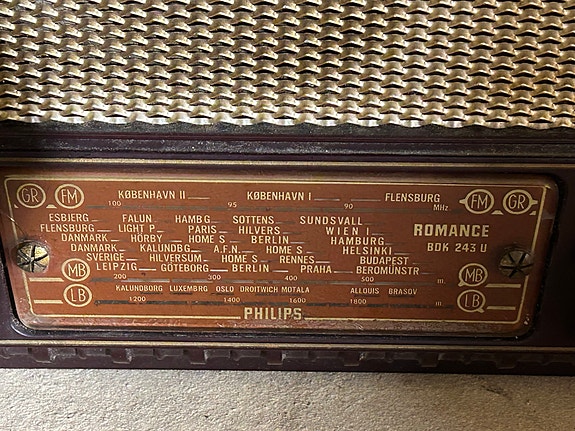 GR FM KØBENHAVN II KØBENHAVN I FLENSBURG FM GR
100 95 90 MHz
ESBJERG FALUN HAMBG SOTTENS SUNDSVALL
FLENSBURG LIGHT P. PARIS HILVERS WIEN I ROMANCE
DANMARK HÖRBY HOME S BERLIN HAMBURG BDK 243 U
DANMARK KALUNDBG A.F.N. HOME S HELSINKI
SVERIGE HILVERSUM HOME S RENNES BUDAPEST
MB LEIPZIG GÖTEBORG BERLIN PRAHA BEROMÜNSTR MB
200 300 400 500 m.
LB KALUNDBORG LUXEMBRG OSLO DROITWICH MOTALA ALLOUIS BRASOV LB
1200 1400 1600 1800 m.
PHILIPS